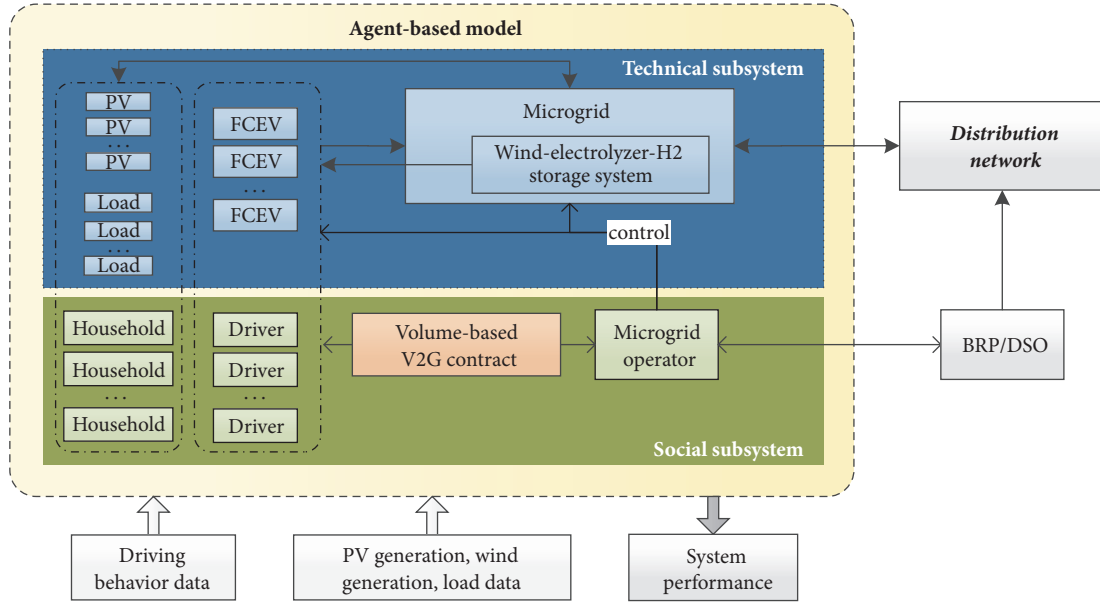 Agent-based model
Technical subsystem
PV
PV
...
PV
Load
Load
...
Load
FCEV
FCEV
...
FCEV
Microgrid
Wind-electrolyzer-H2
storage system
control
Distribution
network
Household
Household
...
Household
Driver
Driver
...
Driver
Volume-based
V2G contract
Microgrid
operator
BRP/DSO
Social subsystem
Driving
behavior data
PV generation, wind
generation, load data
System
performance